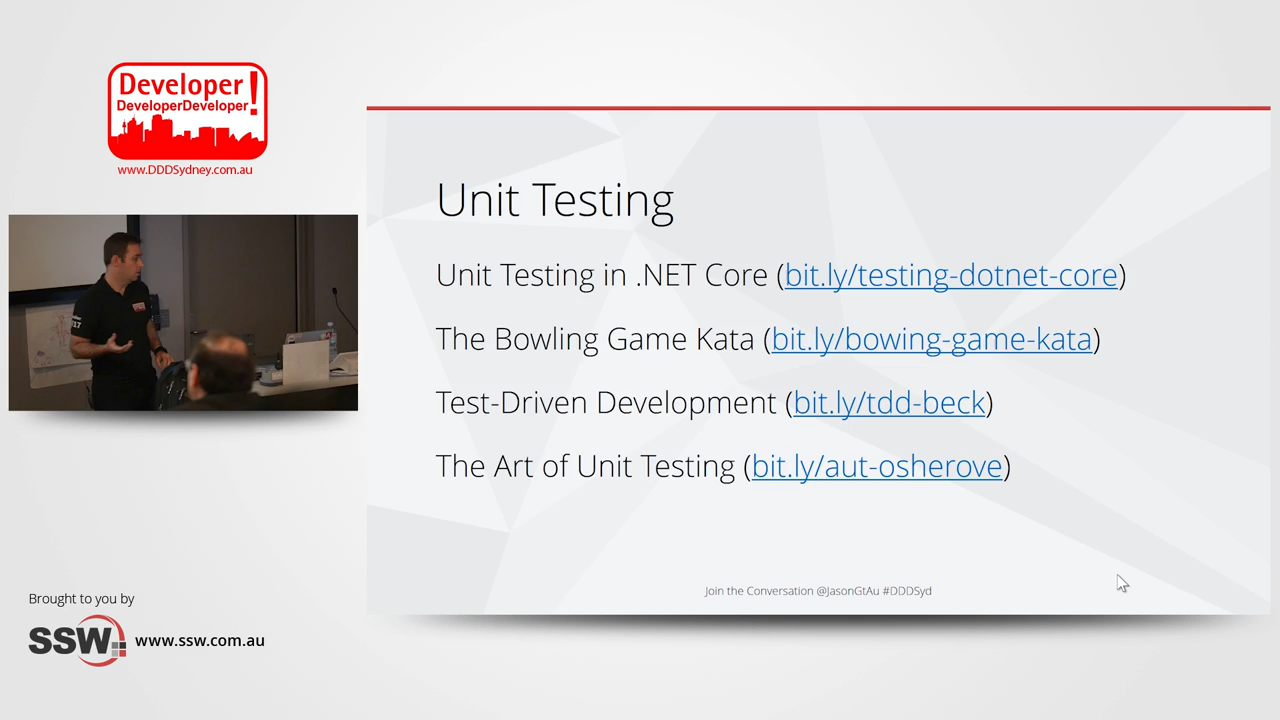 Developer!
DeveloperDeveloper
www.DDDSydney.com.au
Unit Testing
Unit Testing in .NET Core (bit.ly/testing-dotnet-core)
The Bowling Game Kata (bit.ly/bowing-game-kata)
Test-Driven Development (bit.ly/tdd-beck)
The Art of Unit Testing (bit.ly/aut-osherove)
Join the Conversation @JasonGtAu #DDDSyd
Brought to you by
SSW www.ssw.com.au